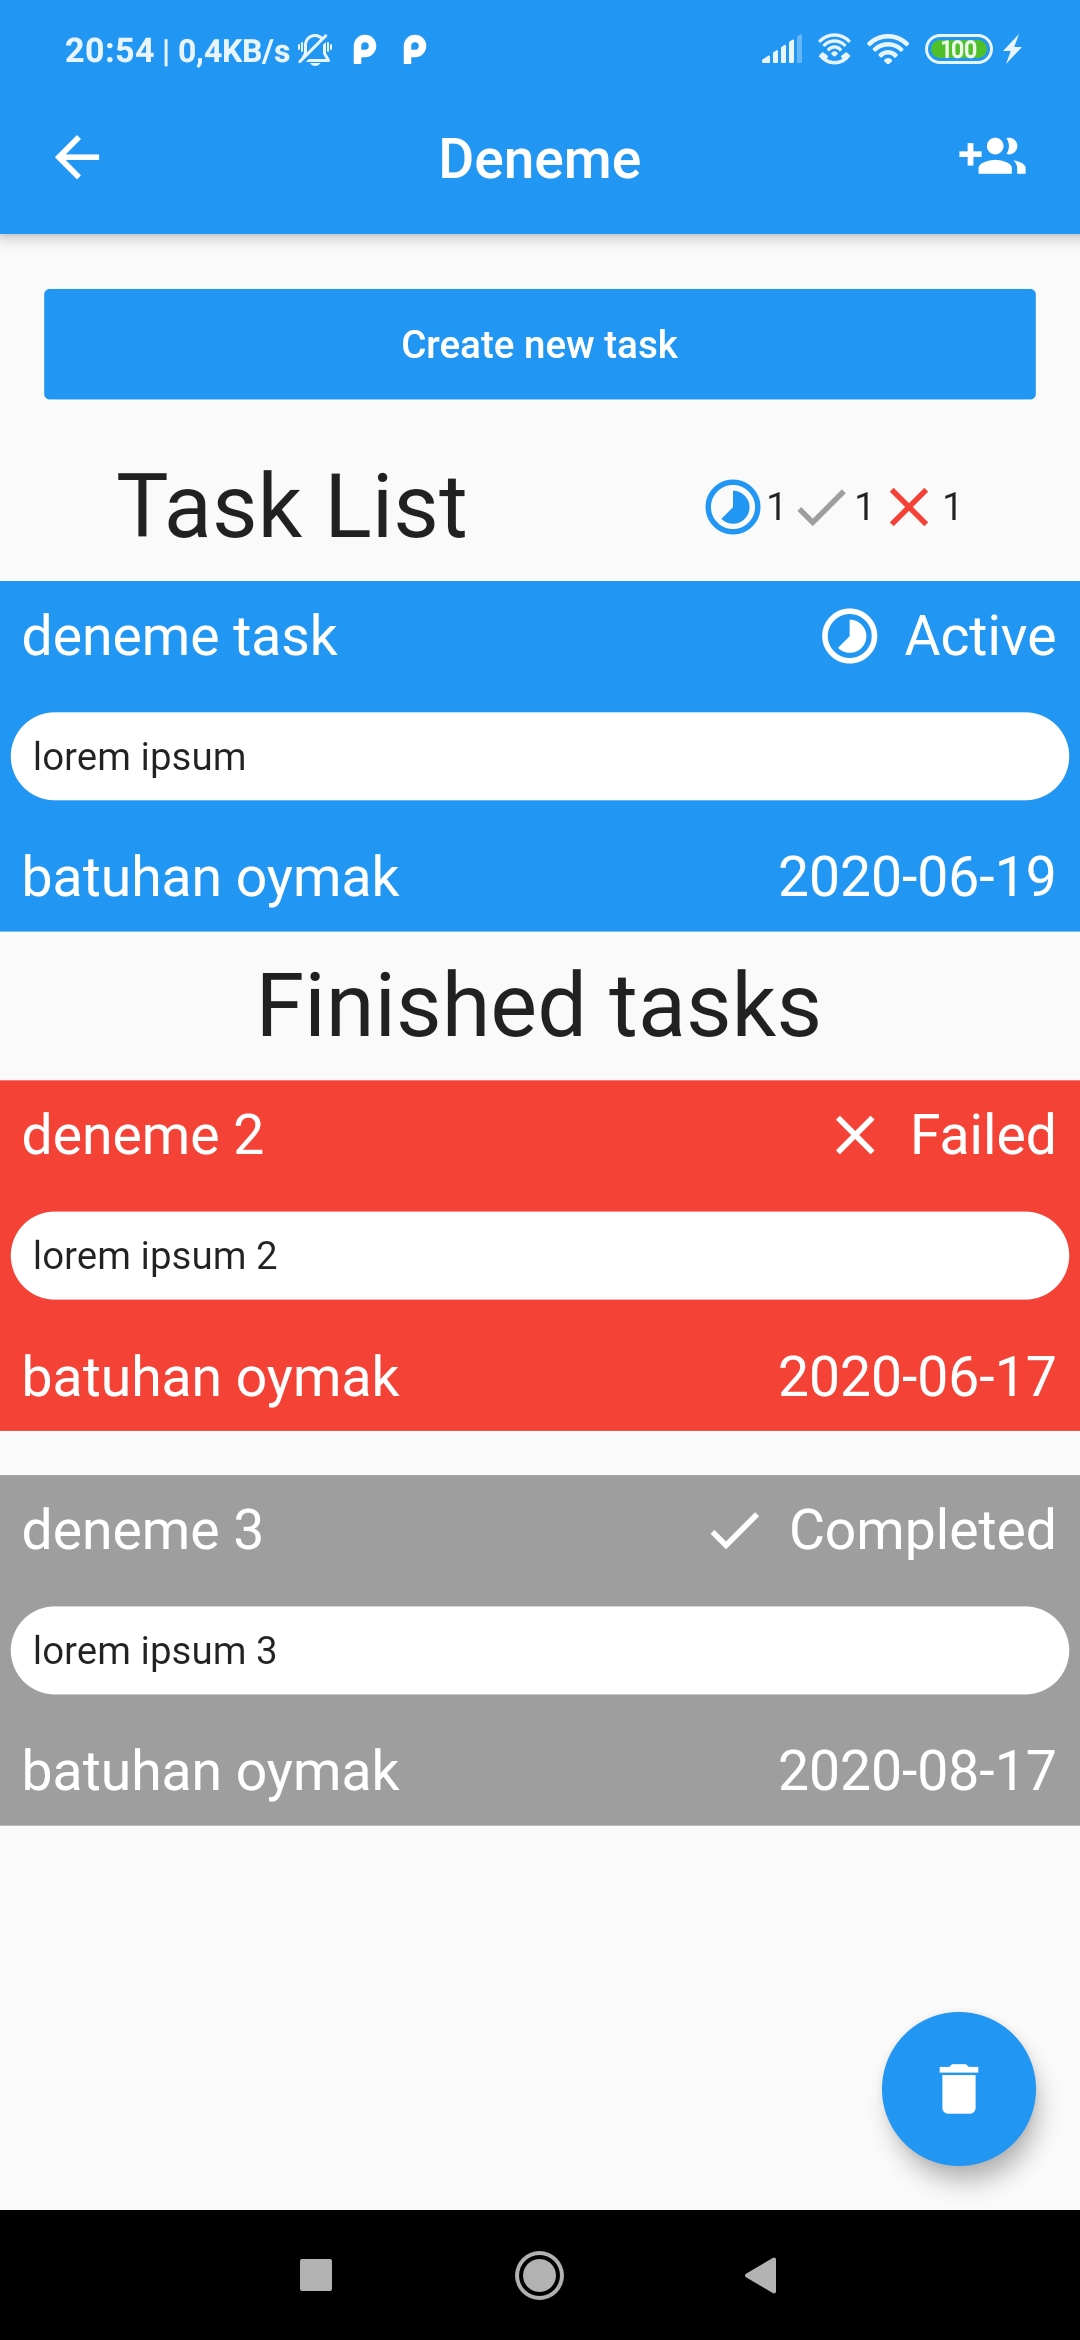 20:54 | 0,4KB/s 100
Deneme
Create new task
Task List 1 1 1
deneme task Active
lorem ipsum
batuhan oymak 2020-06-19
Finished tasks
deneme 2 Failed
lorem ipsum 2
batuhan oymak 2020-06-17
deneme 3 Completed
lorem ipsum 3
batuhan oymak 2020-08-17